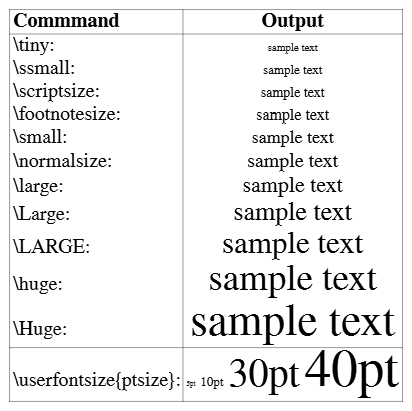 Commmand Output
\tiny: sample text
\ssmall: sample text
\scriptsize: sample text
\footnotesize: sample text
\small: sample text
\normalsize: sample text
\large: sample text
\Large: sample text
\LARGE: sample text
\huge: sample text
\Huge: sample text
\userfontsize{ptsize}: 5pt 10pt 30pt 40pt